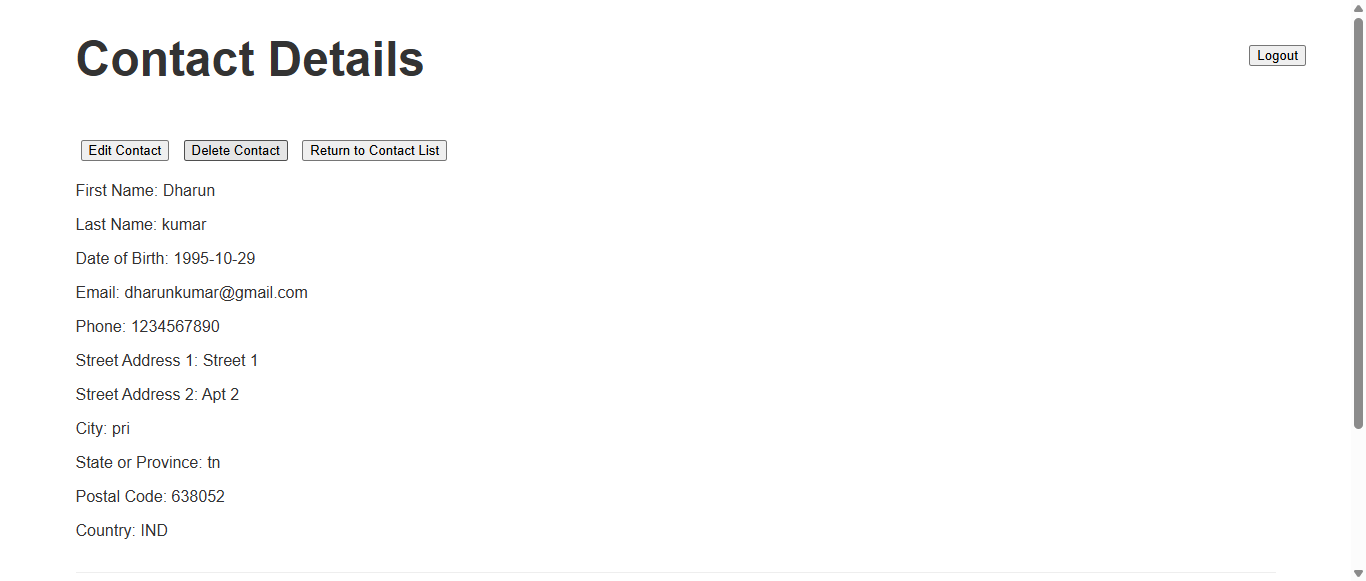 Contact Details
Logout
Edit Contact Delete Contact Return to Contact List
First Name: Dharun
Last Name: kumar
Date of Birth: 1995-10-29
Email: dharunkumar@gmail.com
Phone: 1234567890
Street Address 1: Street 1
Street Address 2: Apt 2
City: pri
State or Province: tn
Postal Code: 638052
Country: IND